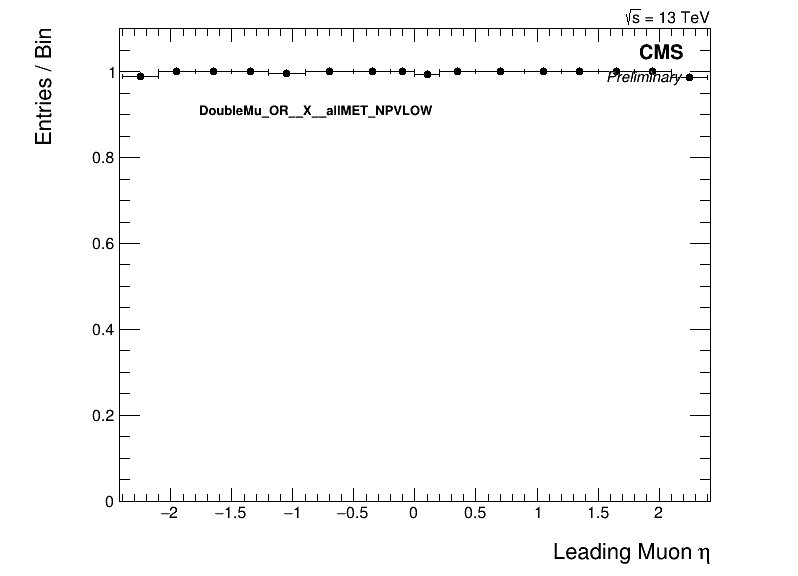 √s = 13 TeV
CMS
Preliminary
Entries / Bin
DoubleMu_OR__X__allMET_NPVLOW
1
0.8
0.6
0.4
0.2
0
−2 −1.5 −1 −0.5 0 0.5 1 1.5 2
Leading Muon η